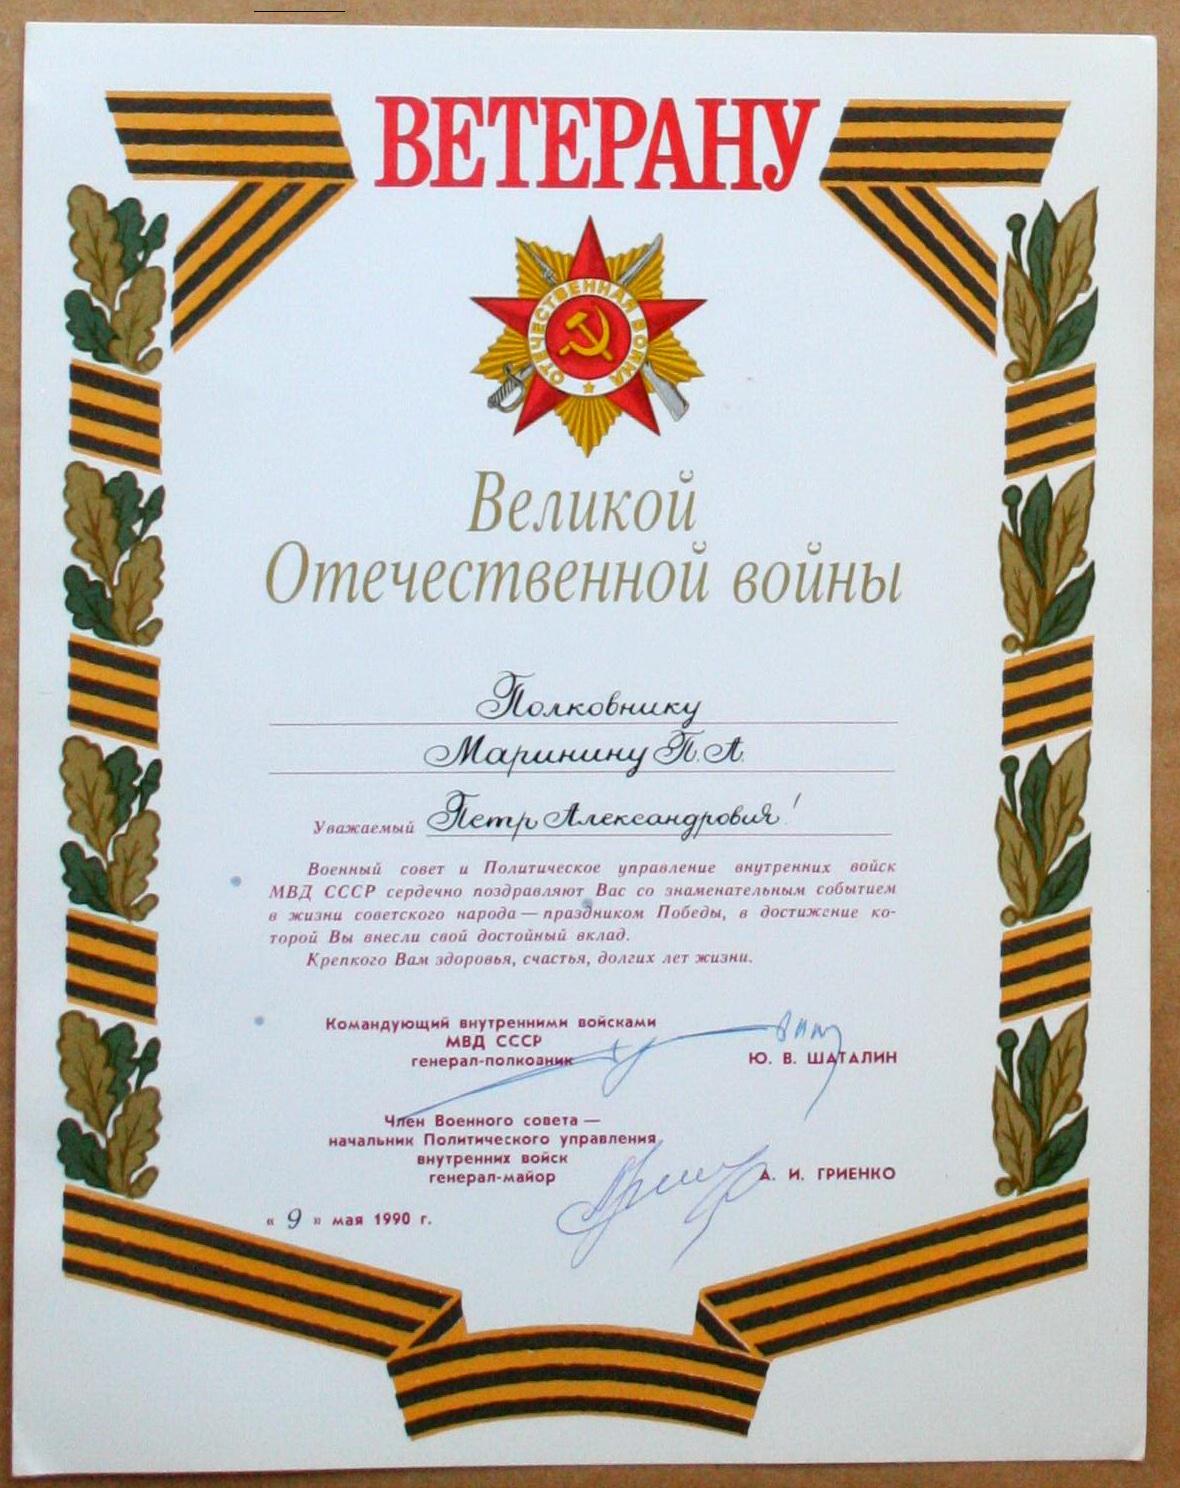 ВЕТЕРАНУ
ОТЕЧЕСТВЕННАЯ ВОЙНА
Великой
Отечественной войны
Полковнику
Маринину П. А.
Уважаемый Петр Александрович!
Военный совет и Политическое управление внутренних войск
МВД СССР сердечно поздравляют Вас со знаменательным событием
в жизни советского народа — праздником Победы, в достижение ко-
торой Вы внесли свой достойный вклад.
Крепкого Вам здоровья, счастья, долгих лет жизни.
Командующий внутренними войсками
МВД СССР
генерал-полковник Ю. В. ШАТАЛИН
Член Военного совета —
начальник Политического управления
внутренних войск
генерал-майор А. И. ГРИЕНКО
« 9 » мая 1990 г.